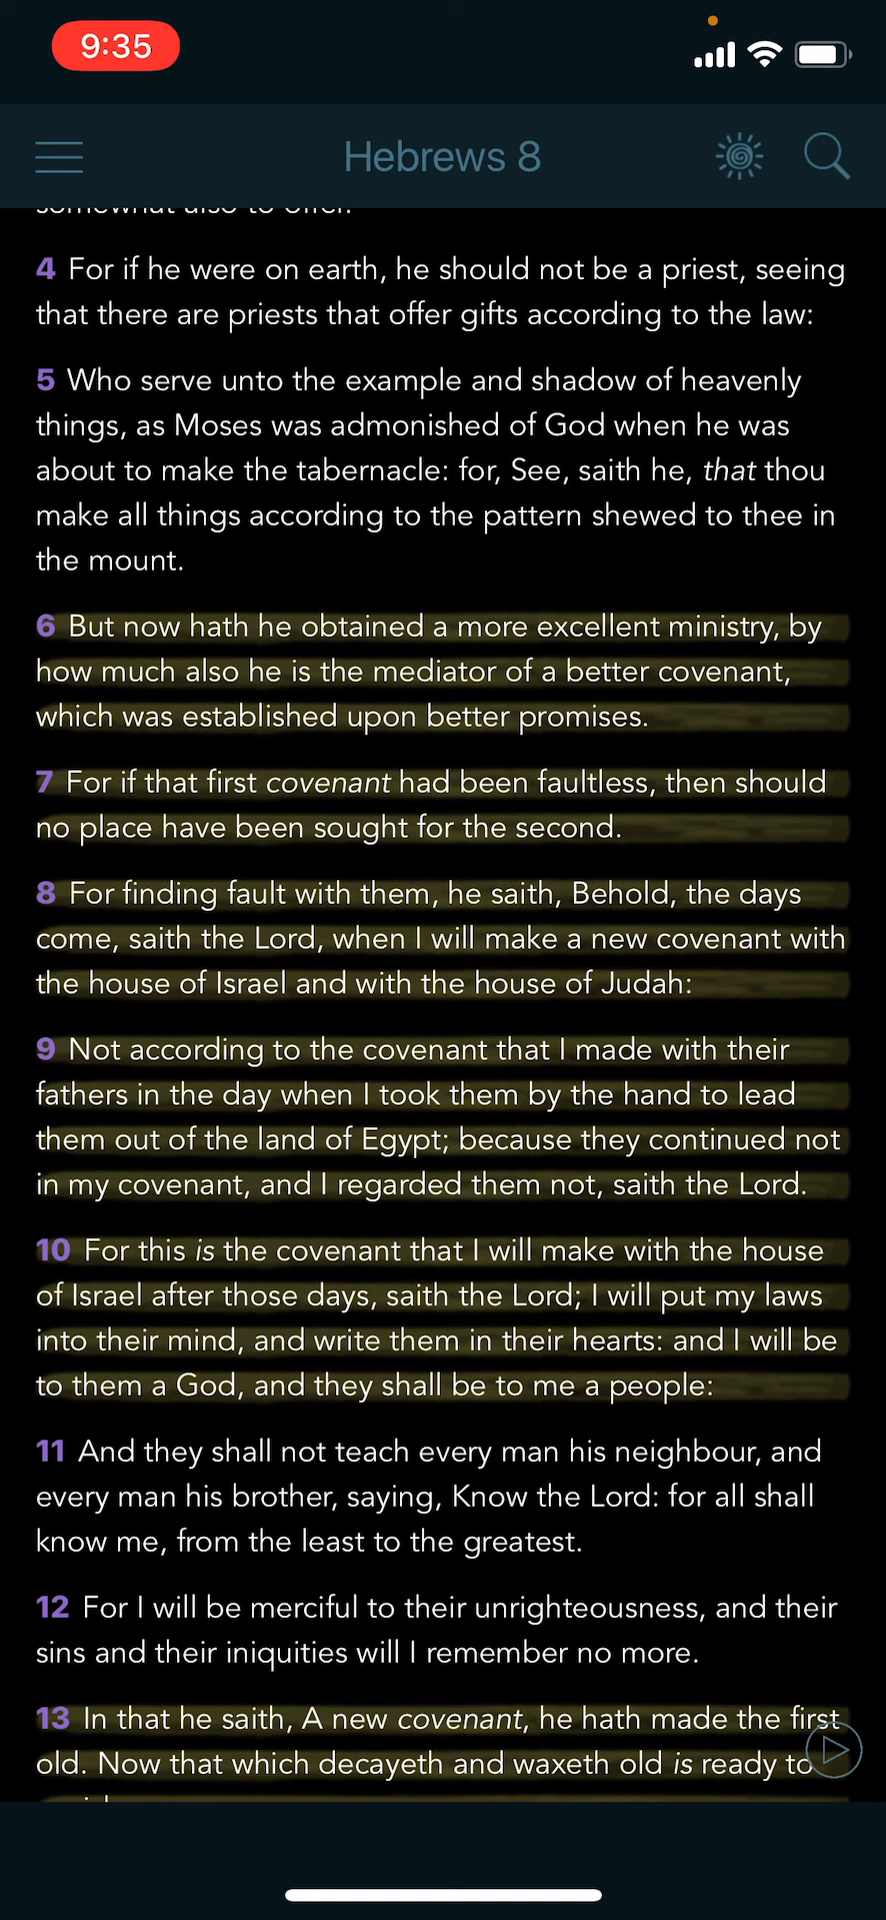 9:35
Hebrews 8
somewhat also to offer.
4 For if he were on earth, he should not be a priest, seeing
that there are priests that offer gifts according to the law:
5 Who serve unto the example and shadow of heavenly
things, as Moses was admonished of God when he was
about to make the tabernacle: for, See, saith he, that thou
make all things according to the pattern shewed to thee in
the mount.
6 But now hath he obtained a more excellent ministry, by
how much also he is the mediator of a better covenant,
which was established upon better promises.
7 For if that first covenant had been faultless, then should
no place have been sought for the second.
8 For finding fault with them, he saith, Behold, the days
come, saith the Lord, when I will make a new covenant with
the house of Israel and with the house of Judah:
9 Not according to the covenant that I made with their
fathers in the day when I took them by the hand to lead
them out of the land of Egypt; because they continued not
in my covenant, and I regarded them not, saith the Lord.
10 For this is the covenant that I will make with the house
of Israel after those days, saith the Lord; I will put my laws
into their mind, and write them in their hearts: and I will be
to them a God, and they shall be to me a people:
11 And they shall not teach every man his neighbour, and
every man his brother, saying, Know the Lord: for all shall
know me, from the least to the greatest.
12 For I will be merciful to their unrighteousness, and their
sins and their iniquities will I remember no more.
13 In that he saith, A new covenant, he hath made the first
old. Now that which decayeth and waxeth old is ready to